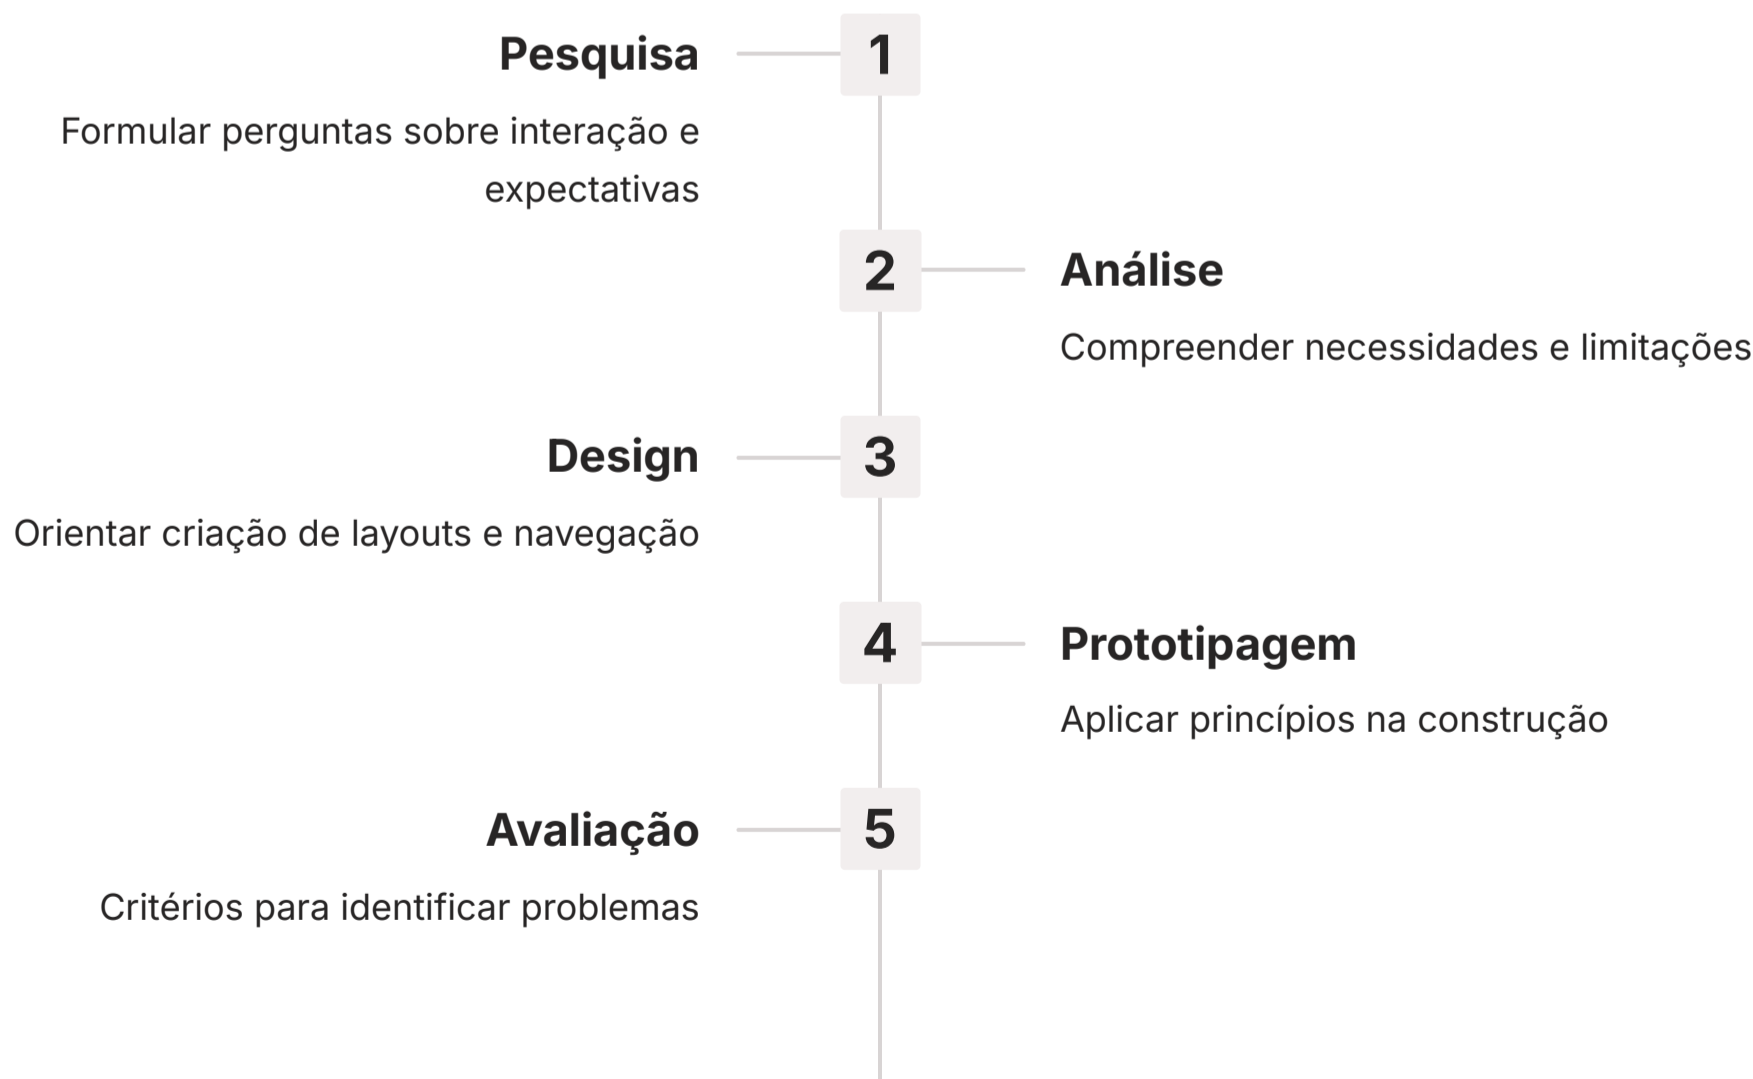 Pesquisa
1
Formular perguntas sobre interação e
expectativas
2
Análise
Compreender necessidades e limitações
Design
3
Orientar criação de layouts e navegação
4
Prototipagem
Aplicar princípios na construção
Avaliação
5
Critérios para identificar problemas